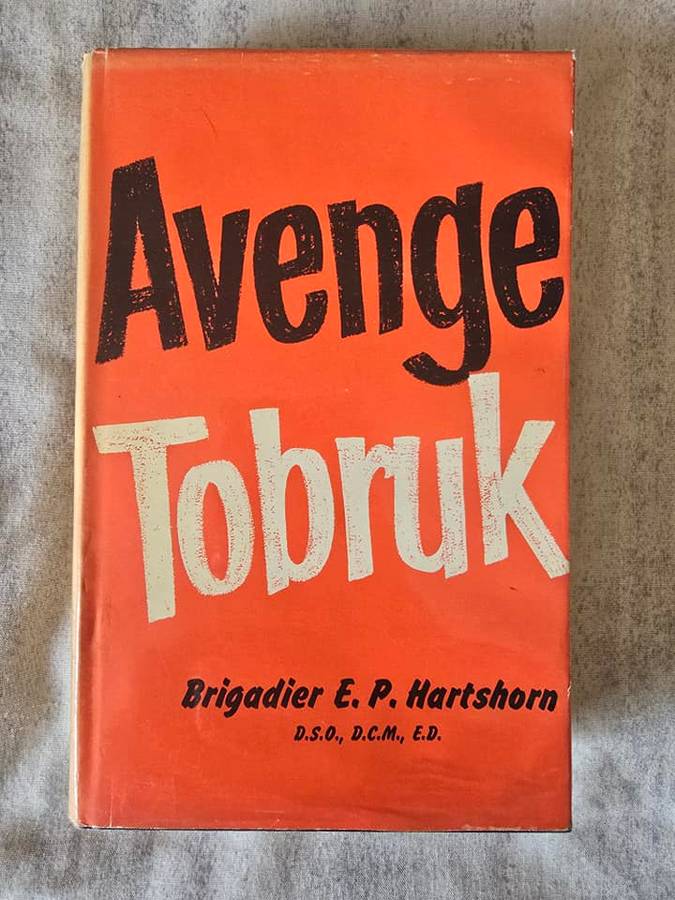 Avenge
Tobruk
Brigadier E. P. Hartshorn
D.S.O., D.C.M., E.D.